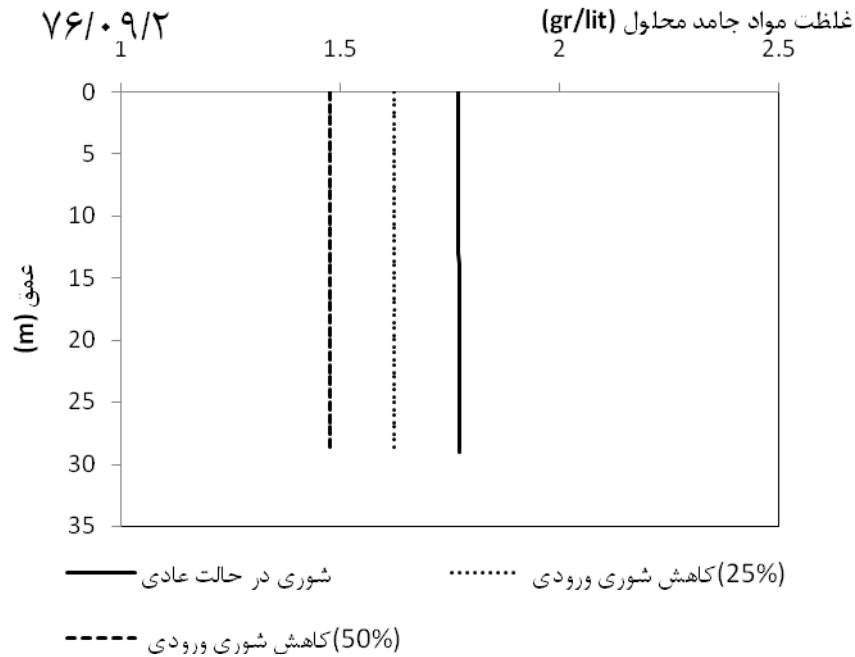 ۷۶/۰۹/۲
غلظت مواد جامد محلول (gr/lit)
1 1.5 2 2.5
0
5
10
15
20
25
30
35
عمق (m)
شوری در حالت عادی
کاهش شوری ورودی(25%)
کاهش شوری ورودی(50%)